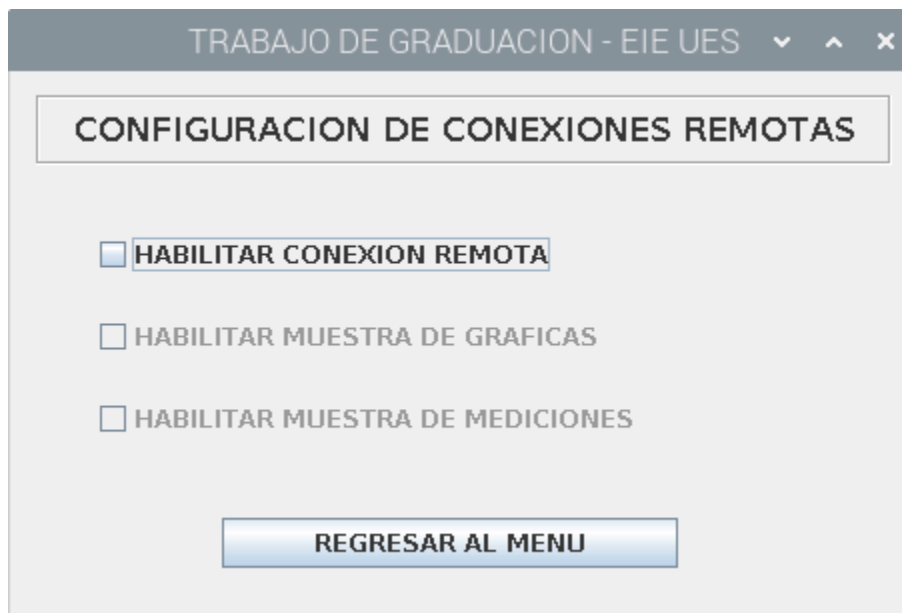 TRABAJO DE GRADUACION - EIE UES
CONFIGURACION DE CONEXIONES REMOTAS
HABILITAR CONEXION REMOTA
HABILITAR MUESTRA DE GRAFICAS
HABILITAR MUESTRA DE MEDICIONES
REGRESAR AL MENU